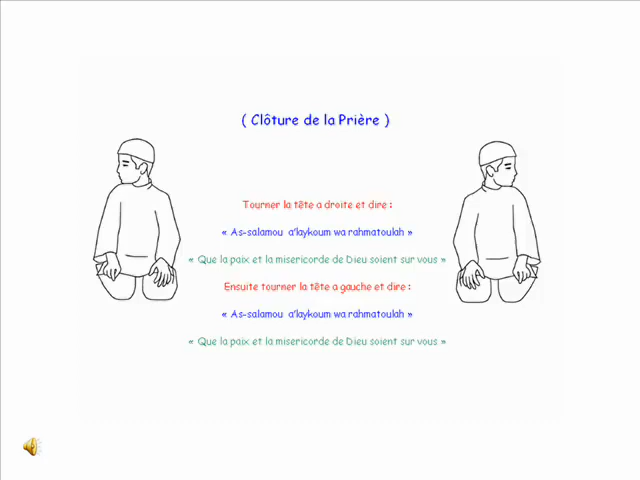 ( Clôture de la Prière )
Tourner la tête a droite et dire :
« As-salamou a'laykoum wa rahmatoulah »
« Que la paix et la misericorde de Dieu soient sur vous »
Ensuite tourner la tête a gauche et dire :
« As-salamou a'laykoum wa rahmatoulah »
« Que la paix et la misericorde de Dieu soient sur vous »